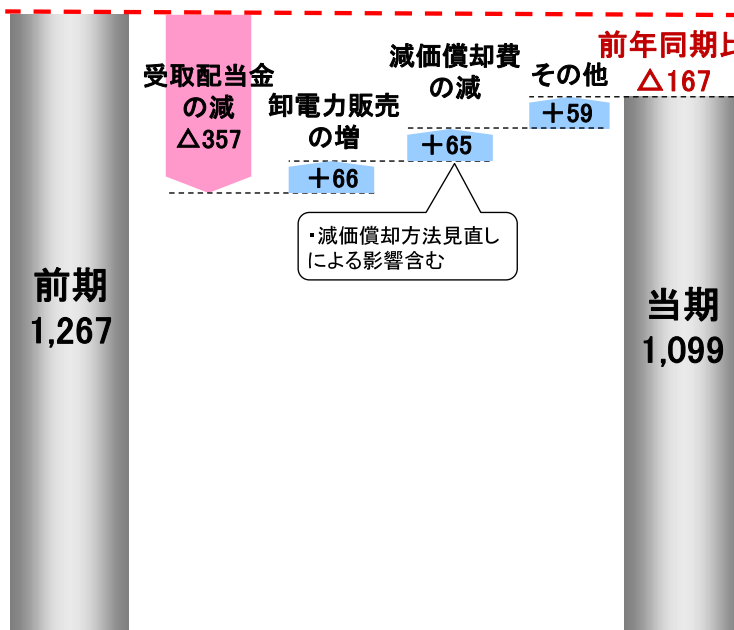 前期
1,267
受取配当金
の減
△357
卸電力販売
の増
＋66
減価償却費
の減
＋65
・減価償却方法見直し
による影響含む
その他
＋59
前年同期比
△167
当期
1,099